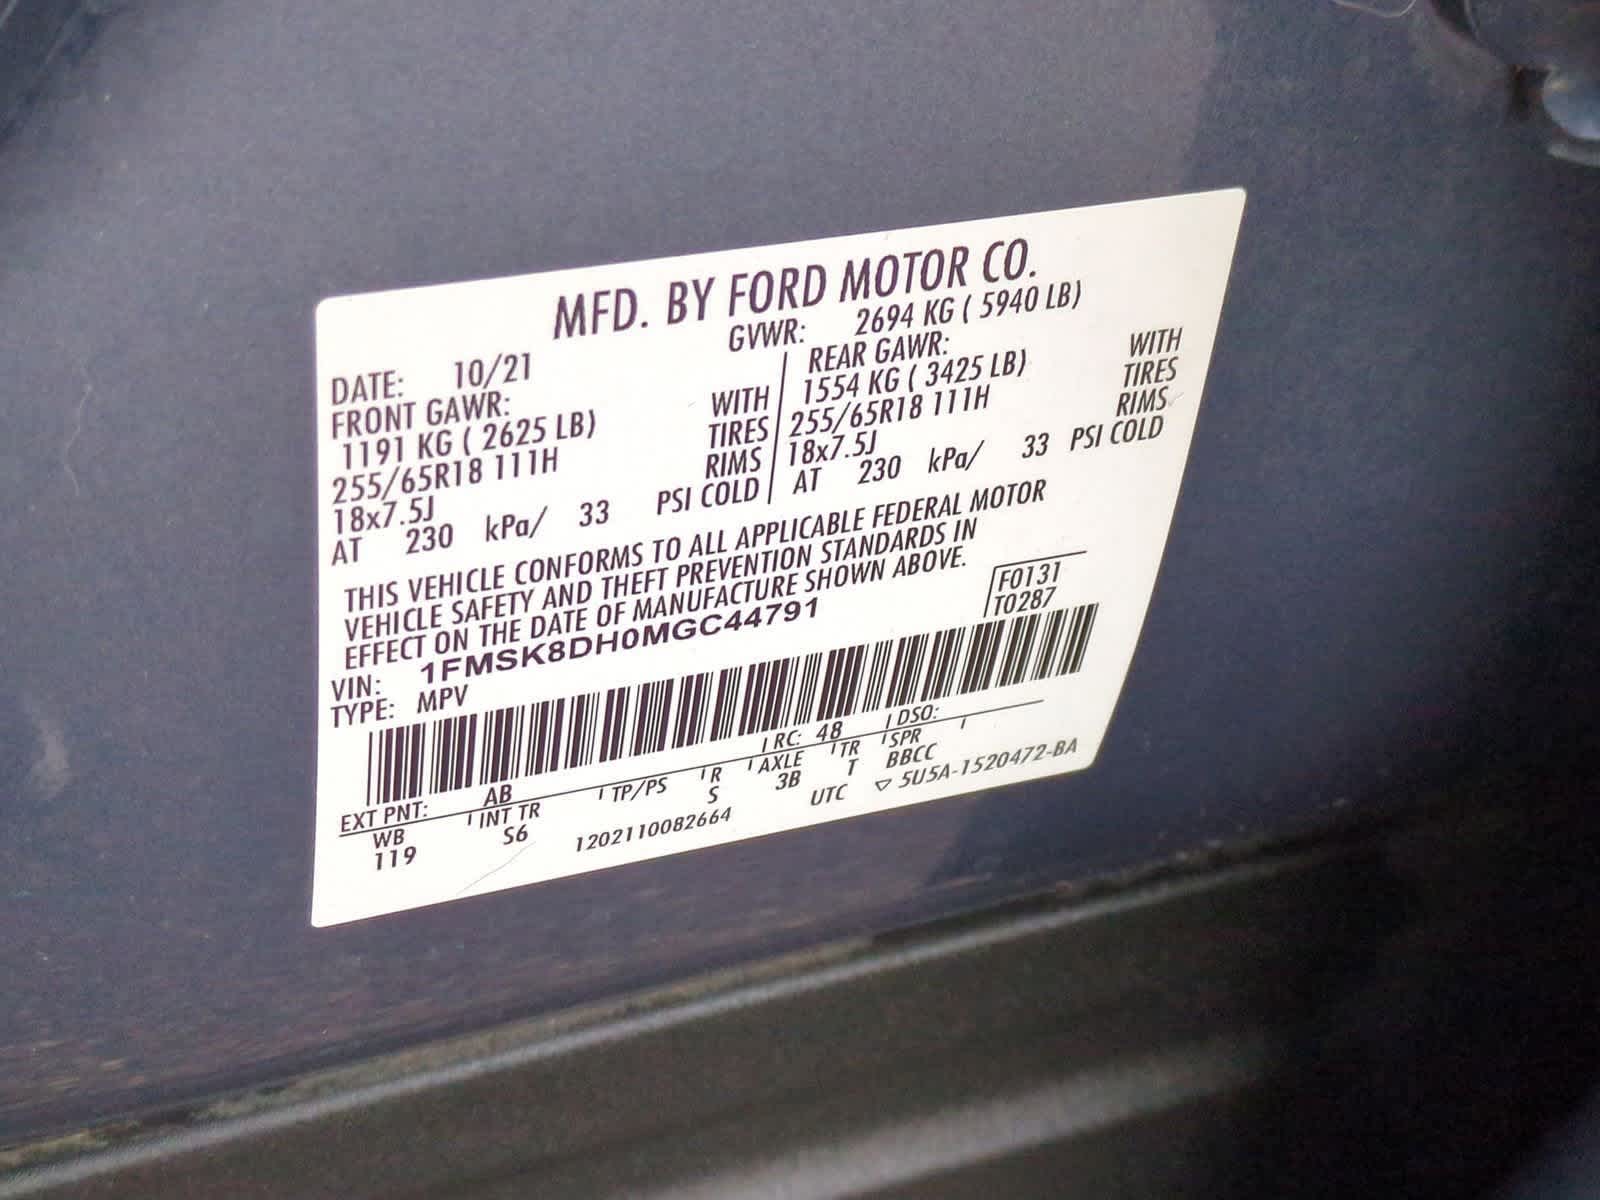 MFD. BY FORD MOTOR CO.
DATE: 10/21 GVWR: 2694 KG ( 5940 LB)
FRONT GAWR: REAR GAWR:
1191 KG ( 2625 LB) WITH 1554 KG ( 3425 LB) WITH
255/65R18 111H TIRES 255/65R18 111H TIRES
18x7.5J RIMS 18x7.5J RIMS
AT 230 kPa/ 33 PSI COLD AT 230 kPa/ 33 PSI COLD
THIS VEHICLE CONFORMS TO ALL APPLICABLE FEDERAL MOTOR
VEHICLE SAFETY AND THEFT PREVENTION STANDARDS IN
EFFECT ON THE DATE OF MANUFACTURE SHOWN ABOVE.
F0131
T0287
VIN: 1FMSK8DH0MGC44791
TYPE: MPV
EXT PNT: AB RC: 48 DSO:
WB INT TR TP/PS R AXLE TR SPR
119 S6 S 3B T BBCC
1202110082664 UTC ▽ 5U5A-1520472-BA